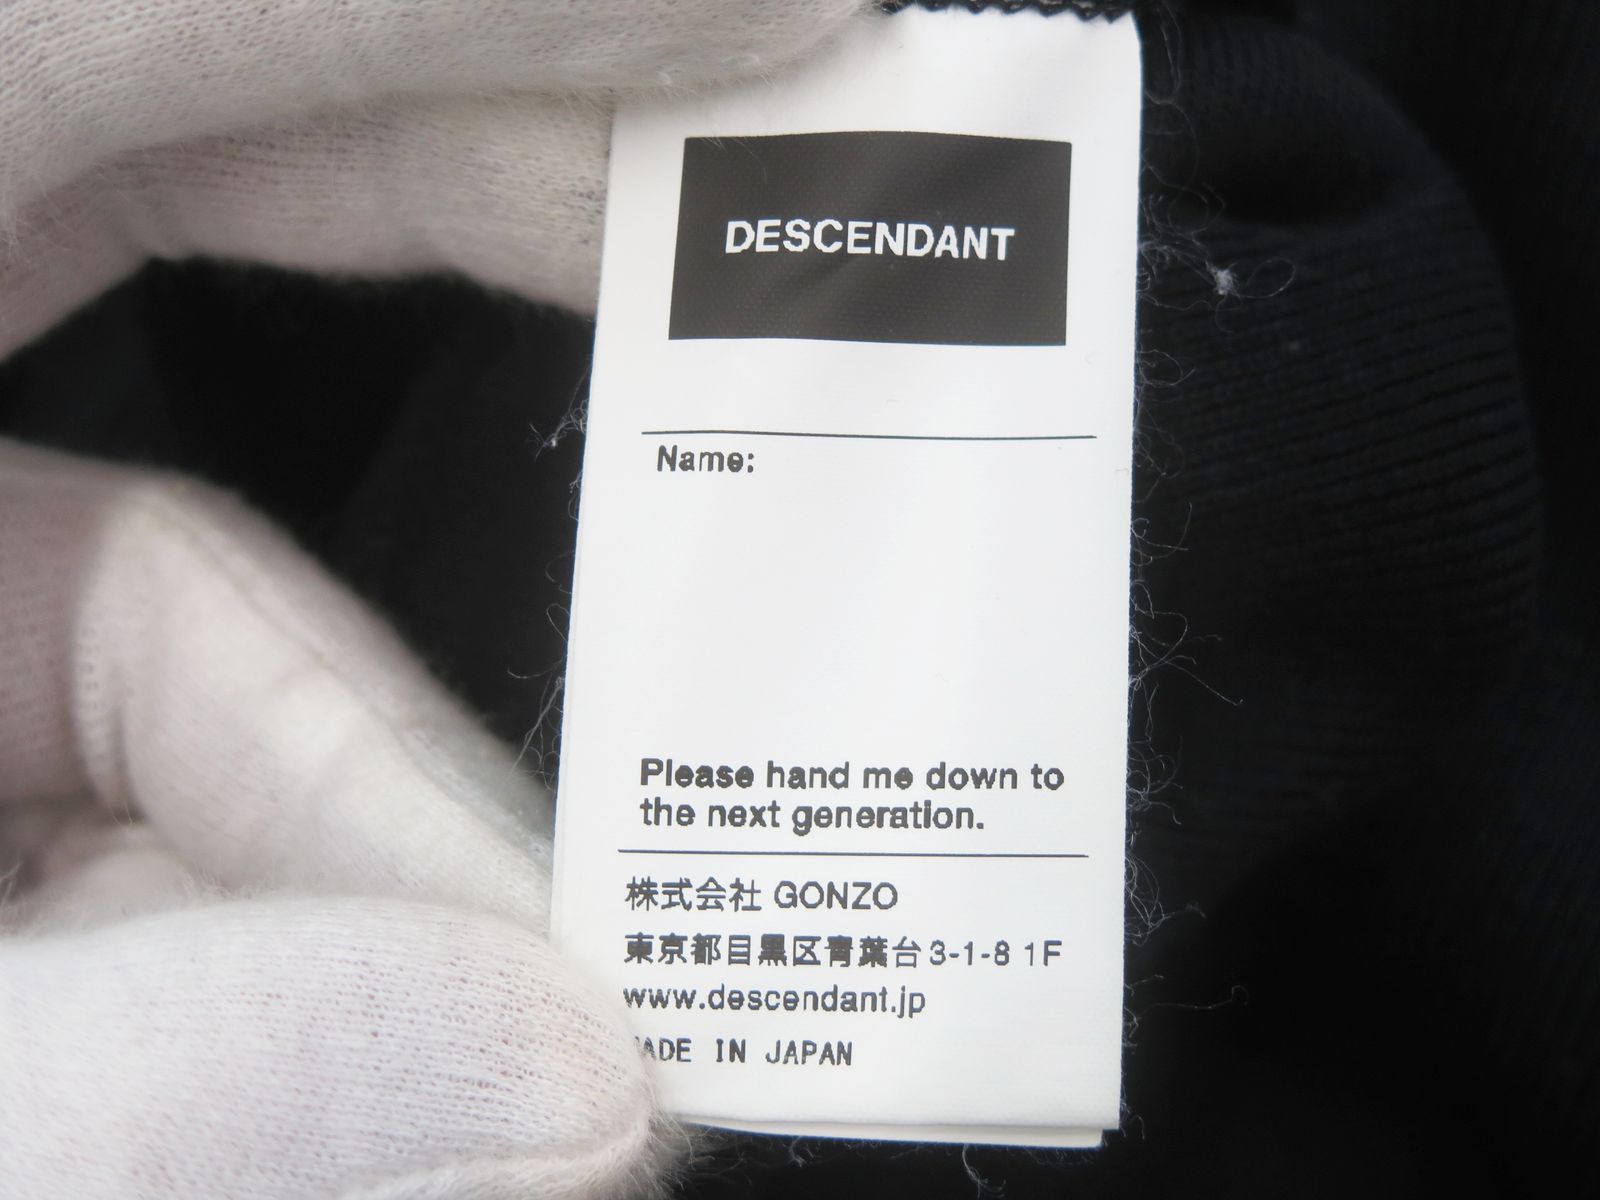 DESCENDANT
Name:
Please hand me down to
the next generation.
株式会社 GONZO
東京都目黒区青葉台 3-1-8 1F
www.descendant.jp
MADE IN JAPAN